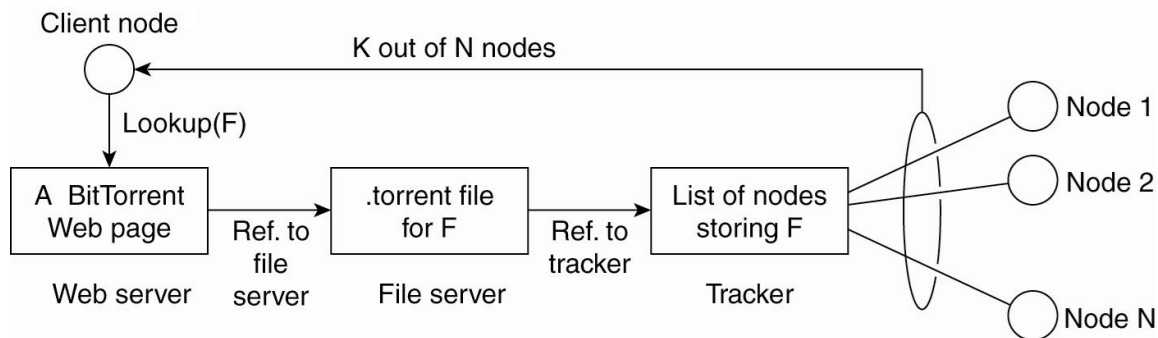 Client node
K out of N nodes
Lookup(F)
A BitTorrent
Web page
Ref. to
file
server
.torrent file
for F
Ref. to
tracker
List of nodes
storing F
Node 1
Node 2
Node N
Web server
File server
Tracker